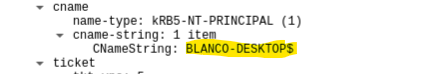 cname
name-type: kRB5-NT-PRINCIPAL (1)
cname-string: 1 item
CNameString: BLANCO-DESKTOP$
ticket